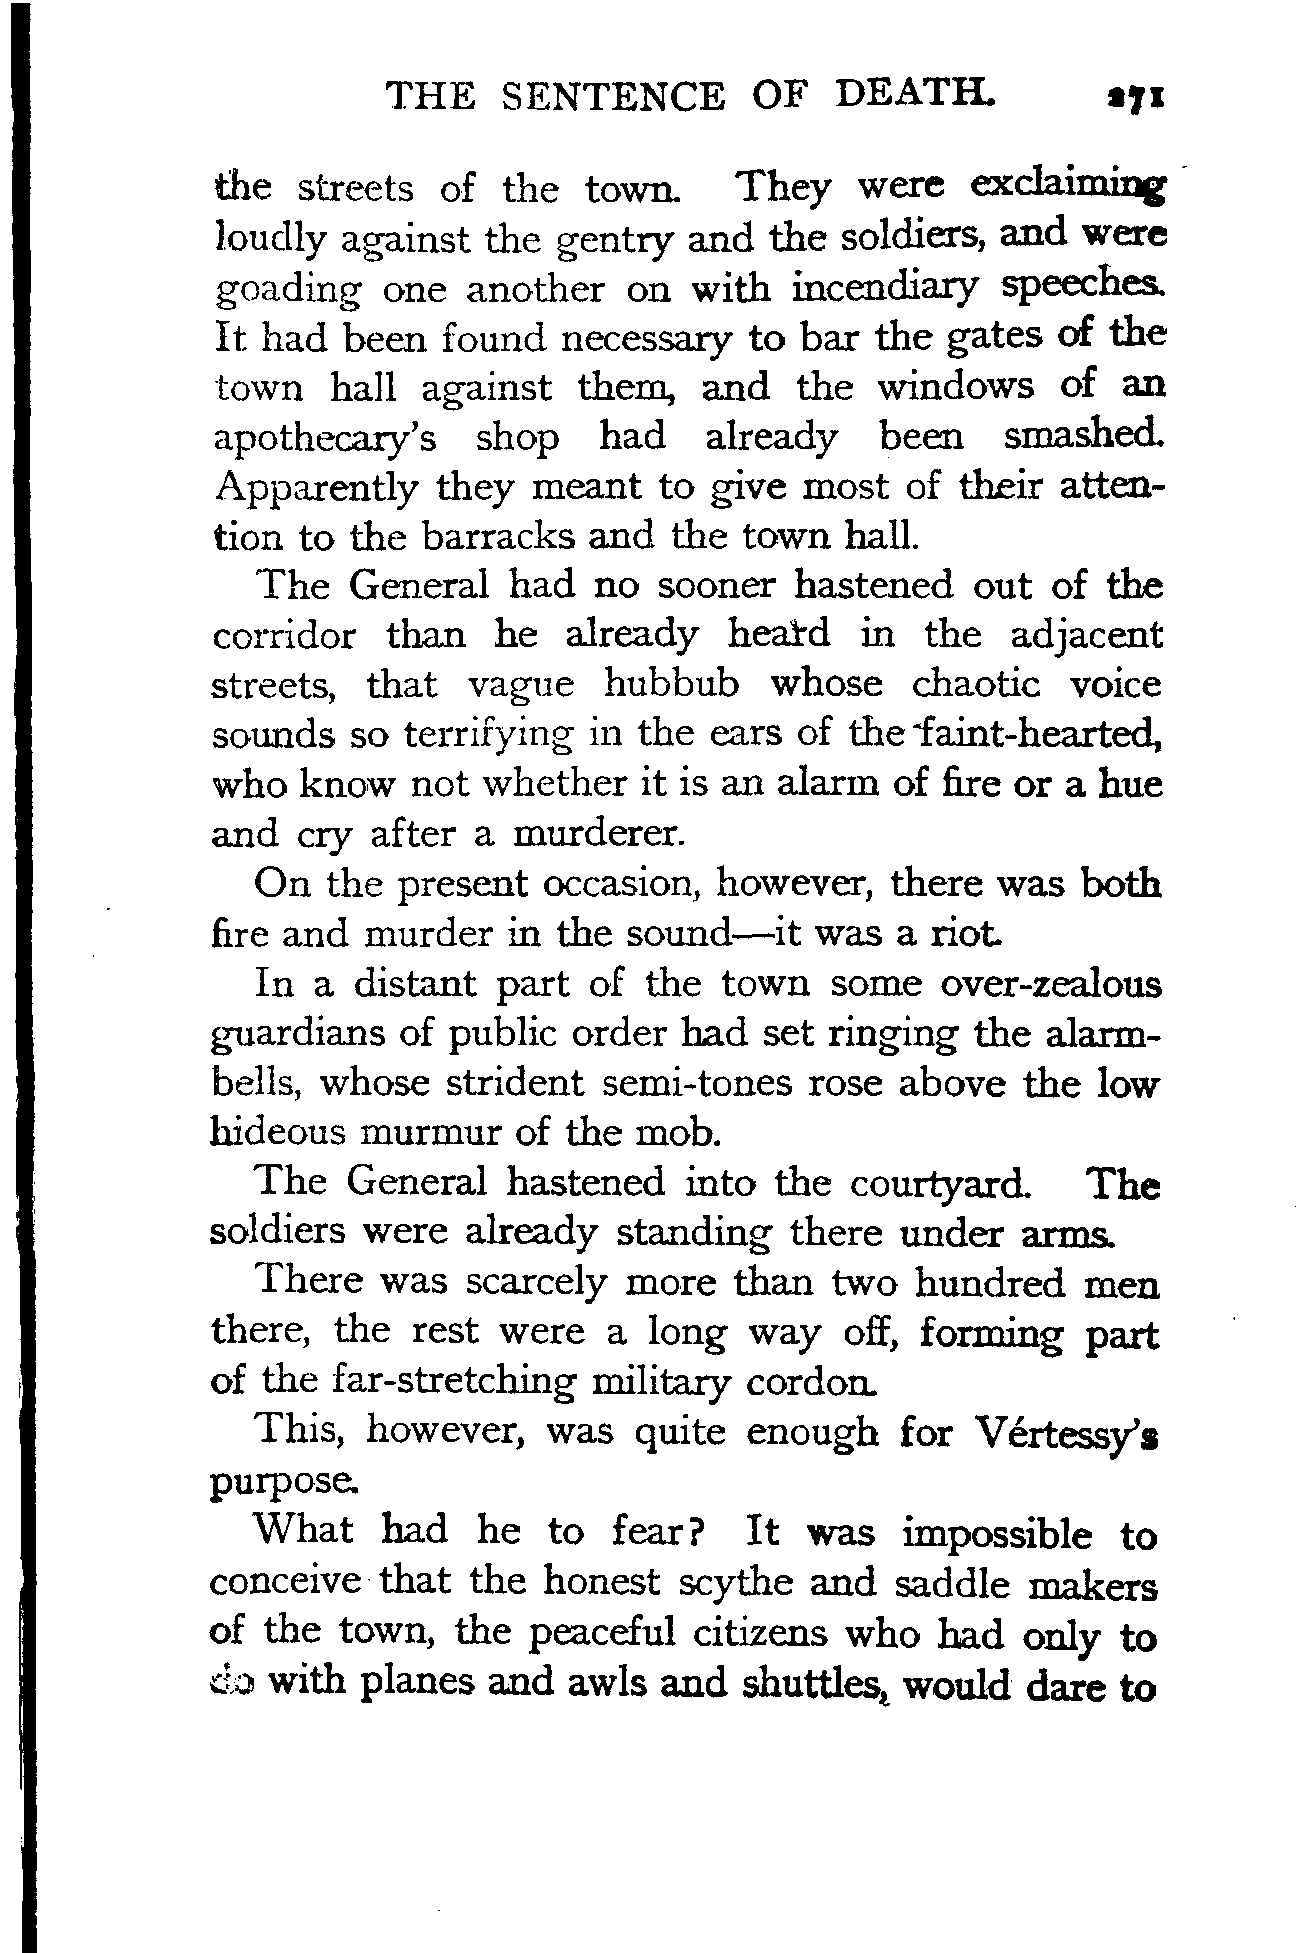 THE SENTENCE OF DEATH. 271
the streets of the town. They were exclaiming
loudly against the gentry and the soldiers, and were
goading one another on with incendiary speeches.
It had been found necessary to bar the gates of the
town hall against them, and the windows of an
apothecary's shop had already been smashed.
Apparently they meant to give most of their atten-
tion to the barracks and the town hall.
The General had no sooner hastened out of the
corridor than he already heard in the adjacent
streets, that vague hubbub whose chaotic voice
sounds so terrifying in the ears of the faint-hearted,
who know not whether it is an alarm of fire or a hue
and cry after a murderer.
On the present occasion, however, there was both
fire and murder in the sound—it was a riot.
In a distant part of the town some over-zealous
guardians of public order had set ringing the alarm-
bells, whose strident semi-tones rose above the low
hideous murmur of the mob.
The General hastened into the courtyard. The
soldiers were already standing there under arms.
There was scarcely more than two hundred men
there, the rest were a long way off, forming part
of the far-stretching military cordon.
This, however, was quite enough for Vértessy's
purpose.
What had he to fear? It was impossible to
conceive that the honest scythe and saddle makers
of the town, the peaceful citizens who had only to
do with planes and awls and shuttles, would dare to